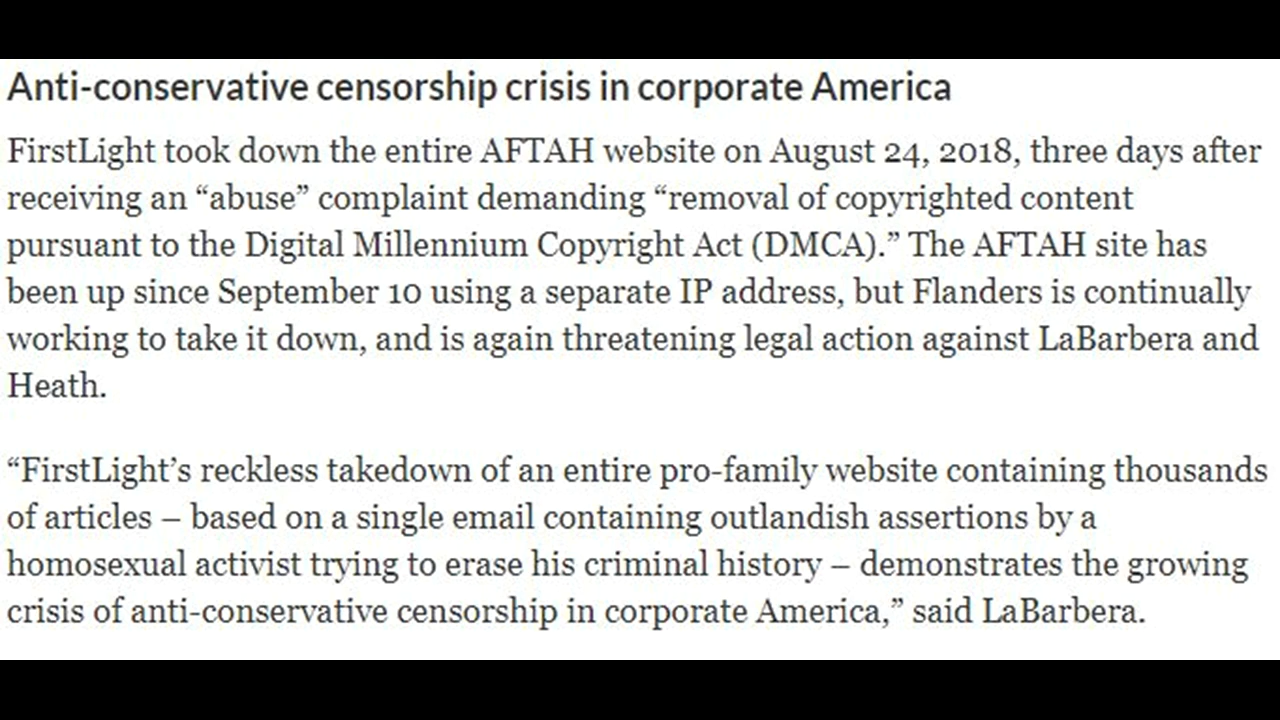 Anti-conservative censorship crisis in corporate America
FirstLight took down the entire AFTAH website on August 24, 2018, three days after
receiving an “abuse” complaint demanding “removal of copyrighted content
pursuant to the Digital Millennium Copyright Act (DMCA).” The AFTAH site has
been up since September 10 using a separate IP address, but Flanders is continually
working to take it down, and is again threatening legal action against LaBarbera and
Heath.
“FirstLight’s reckless takedown of an entire pro-family website containing thousands
of articles – based on a single email containing outlandish assertions by a
homosexual activist trying to erase his criminal history – demonstrates the growing
crisis of anti-conservative censorship in corporate America,” said LaBarbera.